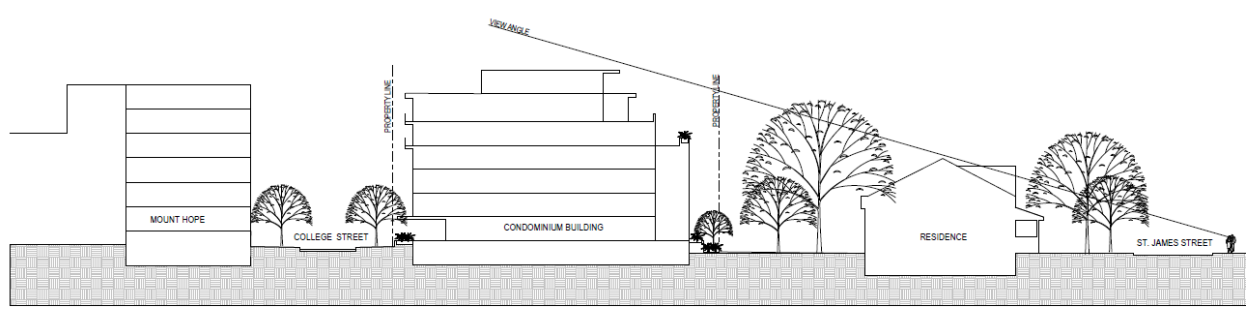 VIEW ANGLE
PROPERTY LINE
PROPERTY LINE
MOUNT HOPE
COLLEGE STREET
CONDOMINIUM BUILDING
RESIDENCE
ST. JAMES STREET